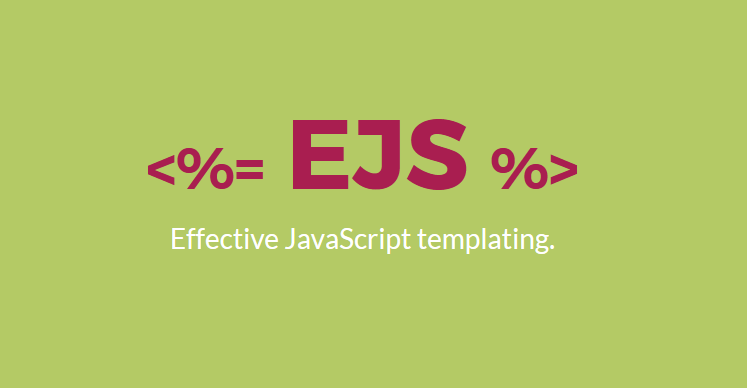 <%= EJS %>
Effective JavaScript templating.